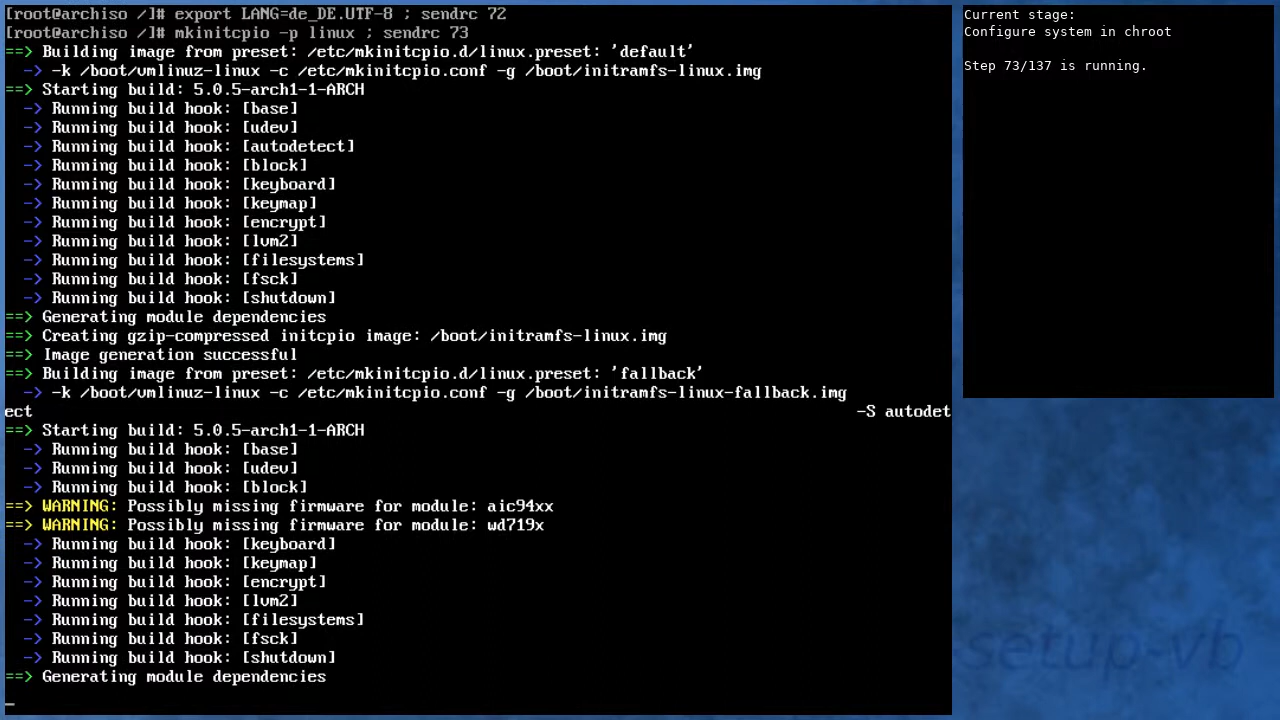 [root@archiso /]# export LANG=de_DE.UTF-8 ; sendrc 72
[root@archiso /]# mkinitcpio -p linux ; sendrc 73
==> Building image from preset: /etc/mkinitcpio.d/linux.preset: 'default'
  -> -k /boot/vmlinuz-linux -c /etc/mkinitcpio.conf -g /boot/initramfs-linux.img
==> Starting build: 5.0.5-arch1-1-ARCH
  -> Running build hook: [base]
  -> Running build hook: [udev]
  -> Running build hook: [autodetect]
  -> Running build hook: [block]
  -> Running build hook: [keyboard]
  -> Running build hook: [keymap]
  -> Running build hook: [encrypt]
  -> Running build hook: [lvm2]
  -> Running build hook: [filesystems]
  -> Running build hook: [fsck]
  -> Running build hook: [shutdown]
==> Generating module dependencies
==> Creating gzip-compressed initcpio image: /boot/initramfs-linux.img
==> Image generation successful
==> Building image from preset: /etc/mkinitcpio.d/linux.preset: 'fallback'
  -> -k /boot/vmlinuz-linux -c /etc/mkinitcpio.conf -g /boot/initramfs-linux-fallback.img
ect -S autodet
==> Starting build: 5.0.5-arch1-1-ARCH
  -> Running build hook: [base]
  -> Running build hook: [udev]
  -> Running build hook: [block]
==> WARNING: Possibly missing firmware for module: aic94xx
==> WARNING: Possibly missing firmware for module: wd719x
  -> Running build hook: [keyboard]
  -> Running build hook: [keymap]
  -> Running build hook: [encrypt]
  -> Running build hook: [lvm2]
  -> Running build hook: [filesystems]
  -> Running build hook: [fsck]
  -> Running build hook: [shutdown]
==> Generating module dependencies
_
Current stage:
Configure system in chroot
Step 73/137 is running.
setup-vb